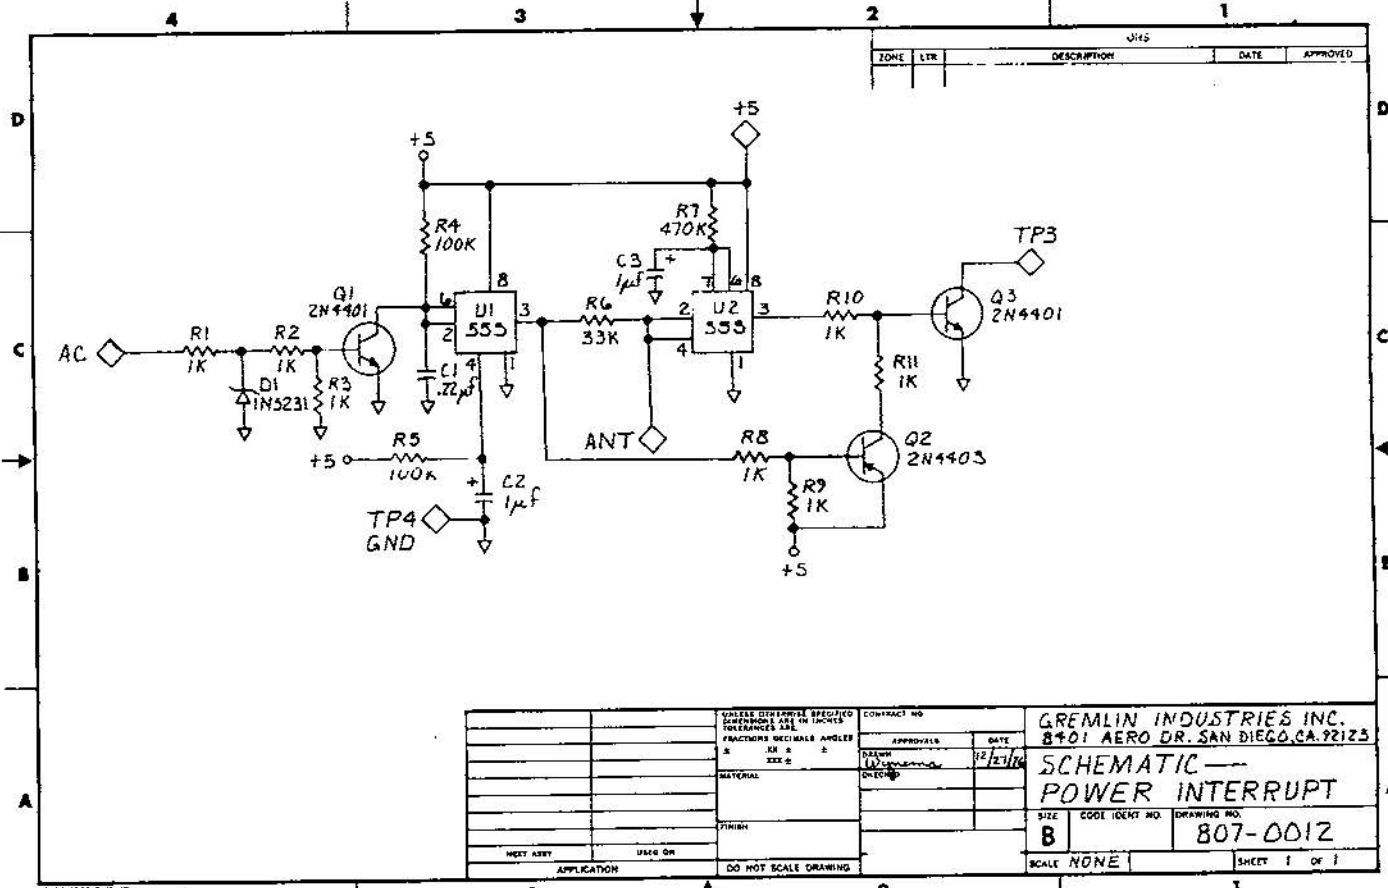 4 3 2 1
ZONE LTR DESCRIPTION DATE APPROVED
D D
+5
+5
R4
100K
R7
470K
TP3
C3
+
1µf
8
7 6 8
Q1
2N4401
6 U1
555
3
2
R6
33K
2 U2
555
3
4
R10
1K
Q3
2N4401
C C
AC
R1
1K
R2
1K
4 1
1
C1
.22µf
R11
1K
D1
1N5231
R3
1K
ANT
R5
100K
+5
R8
1K
Q2
2N4403
+ C2
1µf
R9
1K
TP4
GND
+5
B
UNLESS OTHERWISE SPECIFIED
DIMENSIONS ARE IN INCHES
TOLERANCES ARE
FRACTIONS DECIMALS ANGLES
± .XX ± ±
.XXX ±
MATERIAL
FINISH
DO NOT SCALE DRAWING
CONTRACT NO
APPROVALS DATE
DRAWN
CHECKED
NEXT ASSY USED ON
APPLICATION
GREMLIN INDUSTRIES INC.
8401 AERO DR. SAN DIEGO, CA. 92123
SCHEMATIC —
POWER INTERRUPT
A
SIZE
B
CODE IDENT NO.
DRAWING NO.
807-0012
SCALE NONE
SHEET 1 OF 1